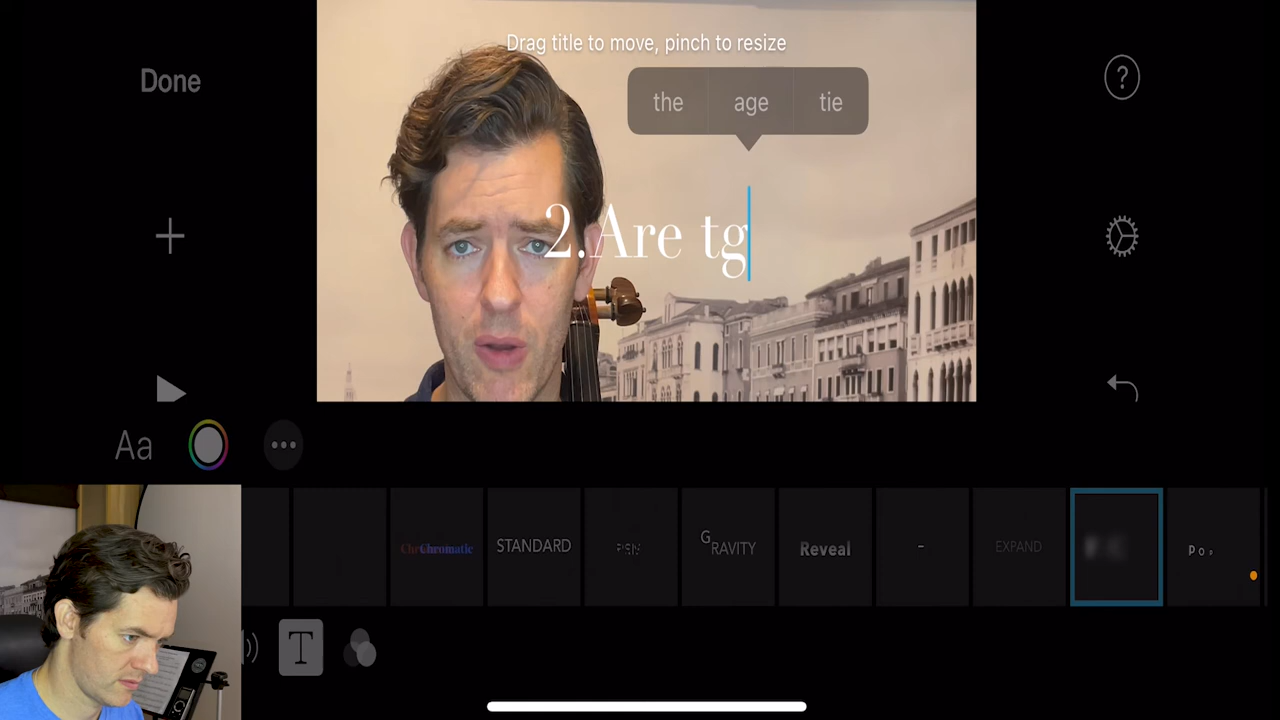 Drag title to move, pinch to resize
Done
?
the age tie
2.Are tg
Aa
Chromatic
STANDARD
GRAVITY
Reveal
EXPAND
T